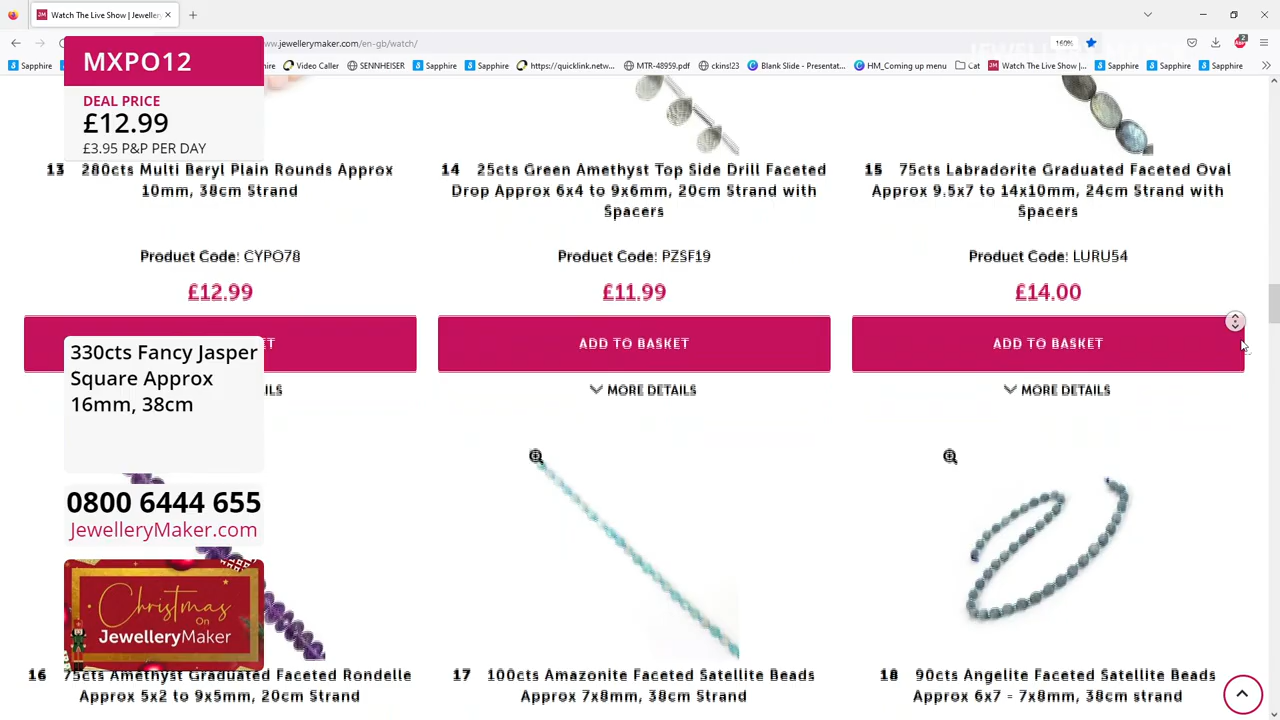 Watch The Live Show | Jeweller
ww.jewellerymaker.com/en-gb/watch/
160%
2
Sapphire
Video Caller
SENNHEISER
Sapphire
Sapphire
https://quicklink.netw...
MTR-48959.pdf
ckins!23
Blank Slide - Presentat...
HM_Coming up menu
Cat
Watch The Live Show |...
Sapphire
Sapphire
Sapphire
MXPO12
DEAL PRICE
£12.99
£3.95 P&P PER DAY
13 280cts Multi Beryl Plain Rounds Approx
10mm, 38cm Strand
Product Code: CYPO78
£12.99
ET
ILS
14 25cts Green Amethyst Top Side Drill Faceted
Drop Approx 6x4 to 9x6mm, 20cm Strand with
Spacers
Product Code: PZSF19
£11.99
ADD TO BASKET
MORE DETAILS
15 75cts Labradorite Graduated Faceted Oval
Approx 9.5x7 to 14x10mm, 24cm Strand with
Spacers
Product Code: LURU54
£14.00
ADD TO BASKET
MORE DETAILS
330cts Fancy Jasper
Square Approx
16mm, 38cm
0800 6444 655
JewelleryMaker.com
Christmas
On
JewelleryMaker
16 75cts Amethyst Graduated Faceted Rondelle
Approx 5x2 to 9x5mm, 20cm Strand
17 100cts Amazonite Faceted Satellite Beads
Approx 7x8mm, 38cm Strand
18 90cts Angelite Faceted Satellite Beads
Approx 6x7 = 7x8mm, 38cm strand